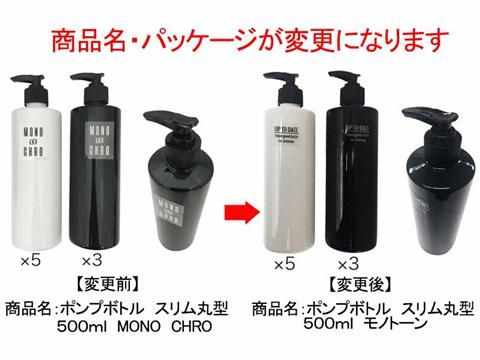 商品名・パッケージが変更になります
MONO
CHRO
MONO
CHRO
MONO
CHRO
UP TO DATE
UP TO DATE
×5
×3
×5
×3
【変更前】
商品名:ポンプボトル スリム丸型
500ml MONO CHRO
【変更後】
商品名:ポンプボトル スリム丸型
500ml モノトーン